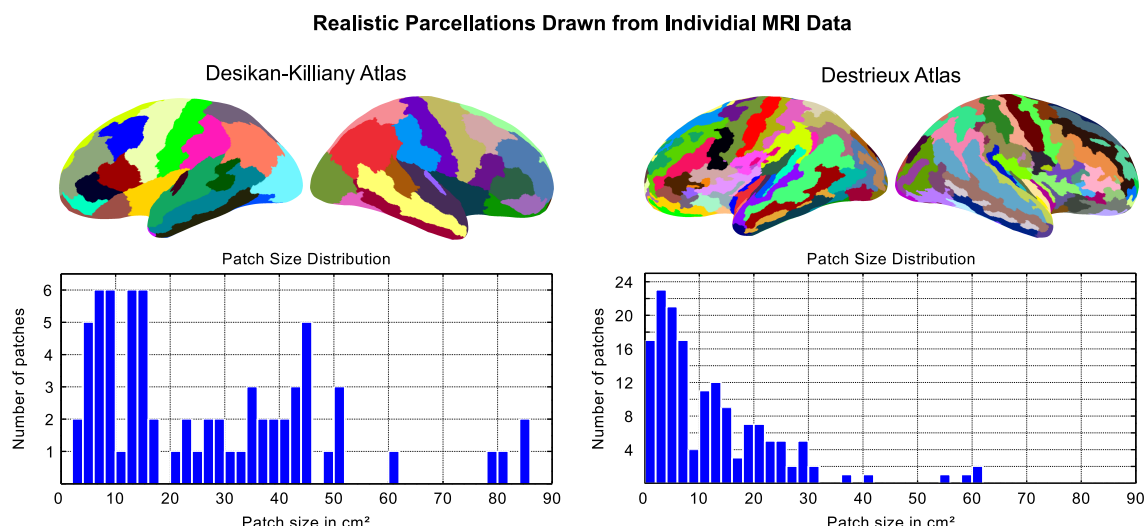 Realistic Parcellations Drawn from Individial MRI Data
Desikan-Killiany Atlas
Destrieux Atlas
Patch Size Distribution
6
5
4
3
2
1
Number of patches
0 10 20 30 40 50 60 70 80 90
Patch size in cm²
Patch Size Distribution
24
20
16
12
8
4
Number of patches
0 10 20 30 40 50 60 70 80 90
Patch size in cm²